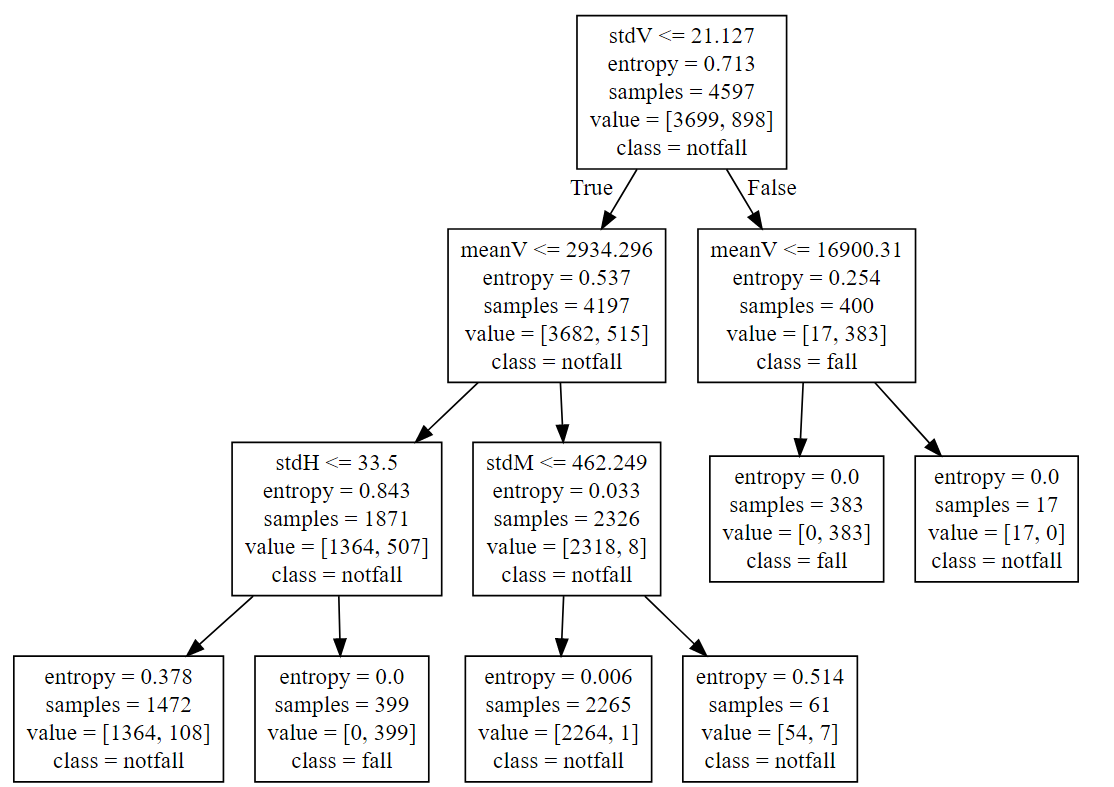 stdV <= 21.127
entropy = 0.713
samples = 4597
value = [3699, 898]
class = notfall
True
False
meanV <= 2934.296
entropy = 0.537
samples = 4197
value = [3682, 515]
class = notfall
meanV <= 16900.31
entropy = 0.254
samples = 400
value = [17, 383]
class = fall
stdH <= 33.5
entropy = 0.843
samples = 1871
value = [1364, 507]
class = notfall
stdM <= 462.249
entropy = 0.033
samples = 2326
value = [2318, 8]
class = notfall
entropy = 0.0
samples = 383
value = [0, 383]
class = fall
entropy = 0.0
samples = 17
value = [17, 0]
class = notfall
entropy = 0.378
samples = 1472
value = [1364, 108]
class = notfall
entropy = 0.0
samples = 399
value = [0, 399]
class = fall
entropy = 0.006
samples = 2265
value = [2264, 1]
class = notfall
entropy = 0.514
samples = 61
value = [54, 7]
class = notfall